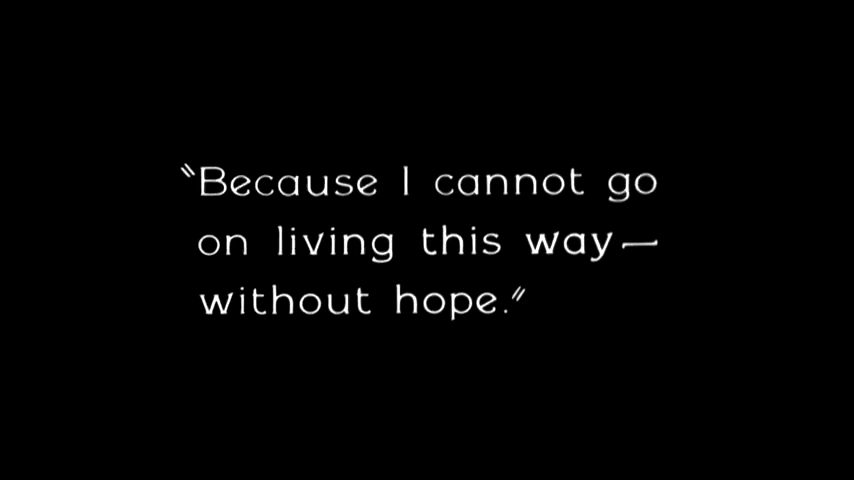 “Because I cannot go
on living this way—
without hope.”